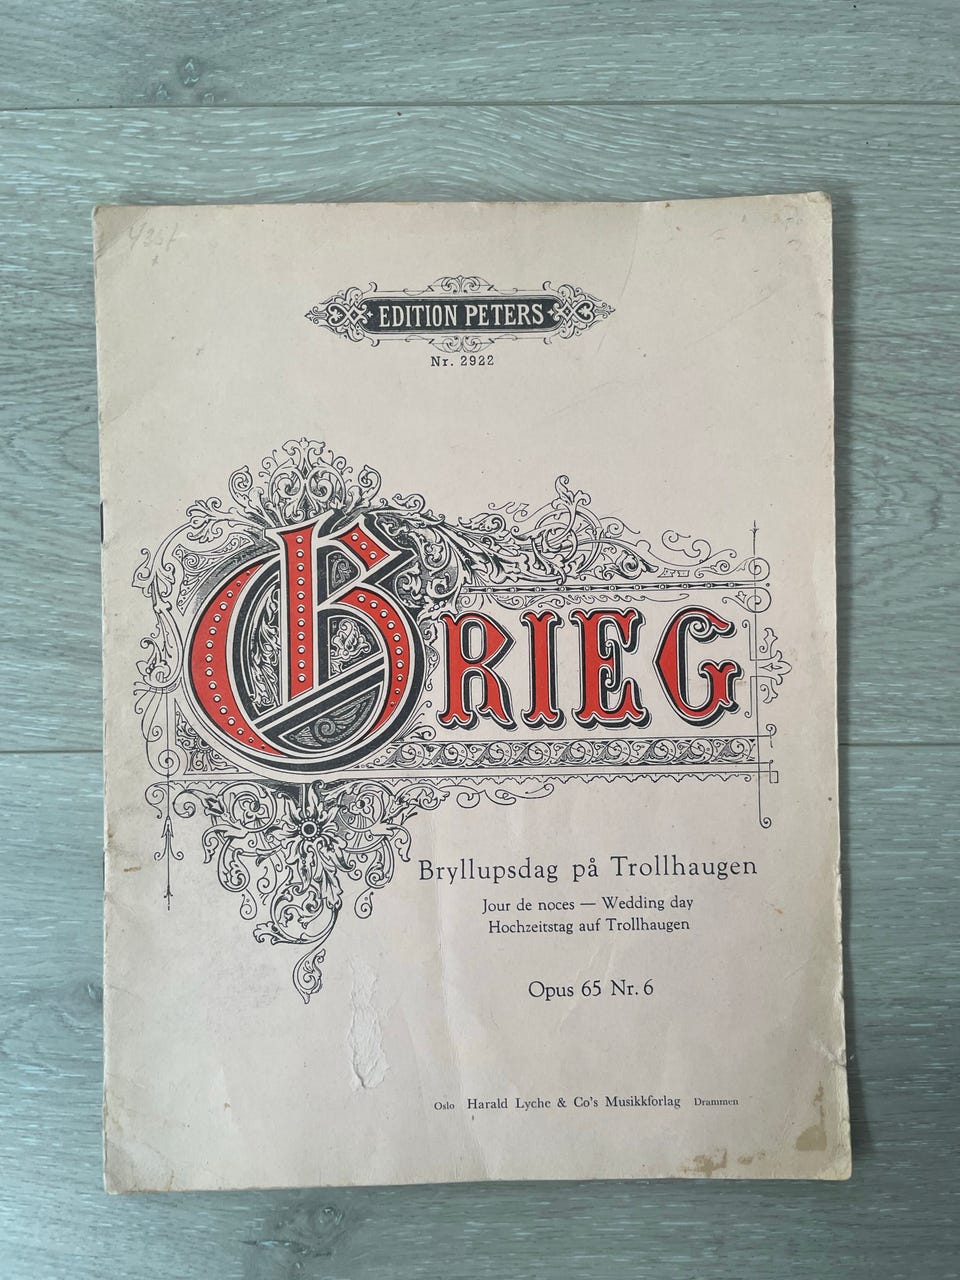 EDITION PETERS
Nr. 2922
GRIEG
Bryllupsdag på Trollhaugen
Jour de noces — Wedding day
Hochzeitstag auf Trollhaugen
Opus 65 Nr. 6
Oslo Harald Lyche & Co's Musikkforlag Drammen